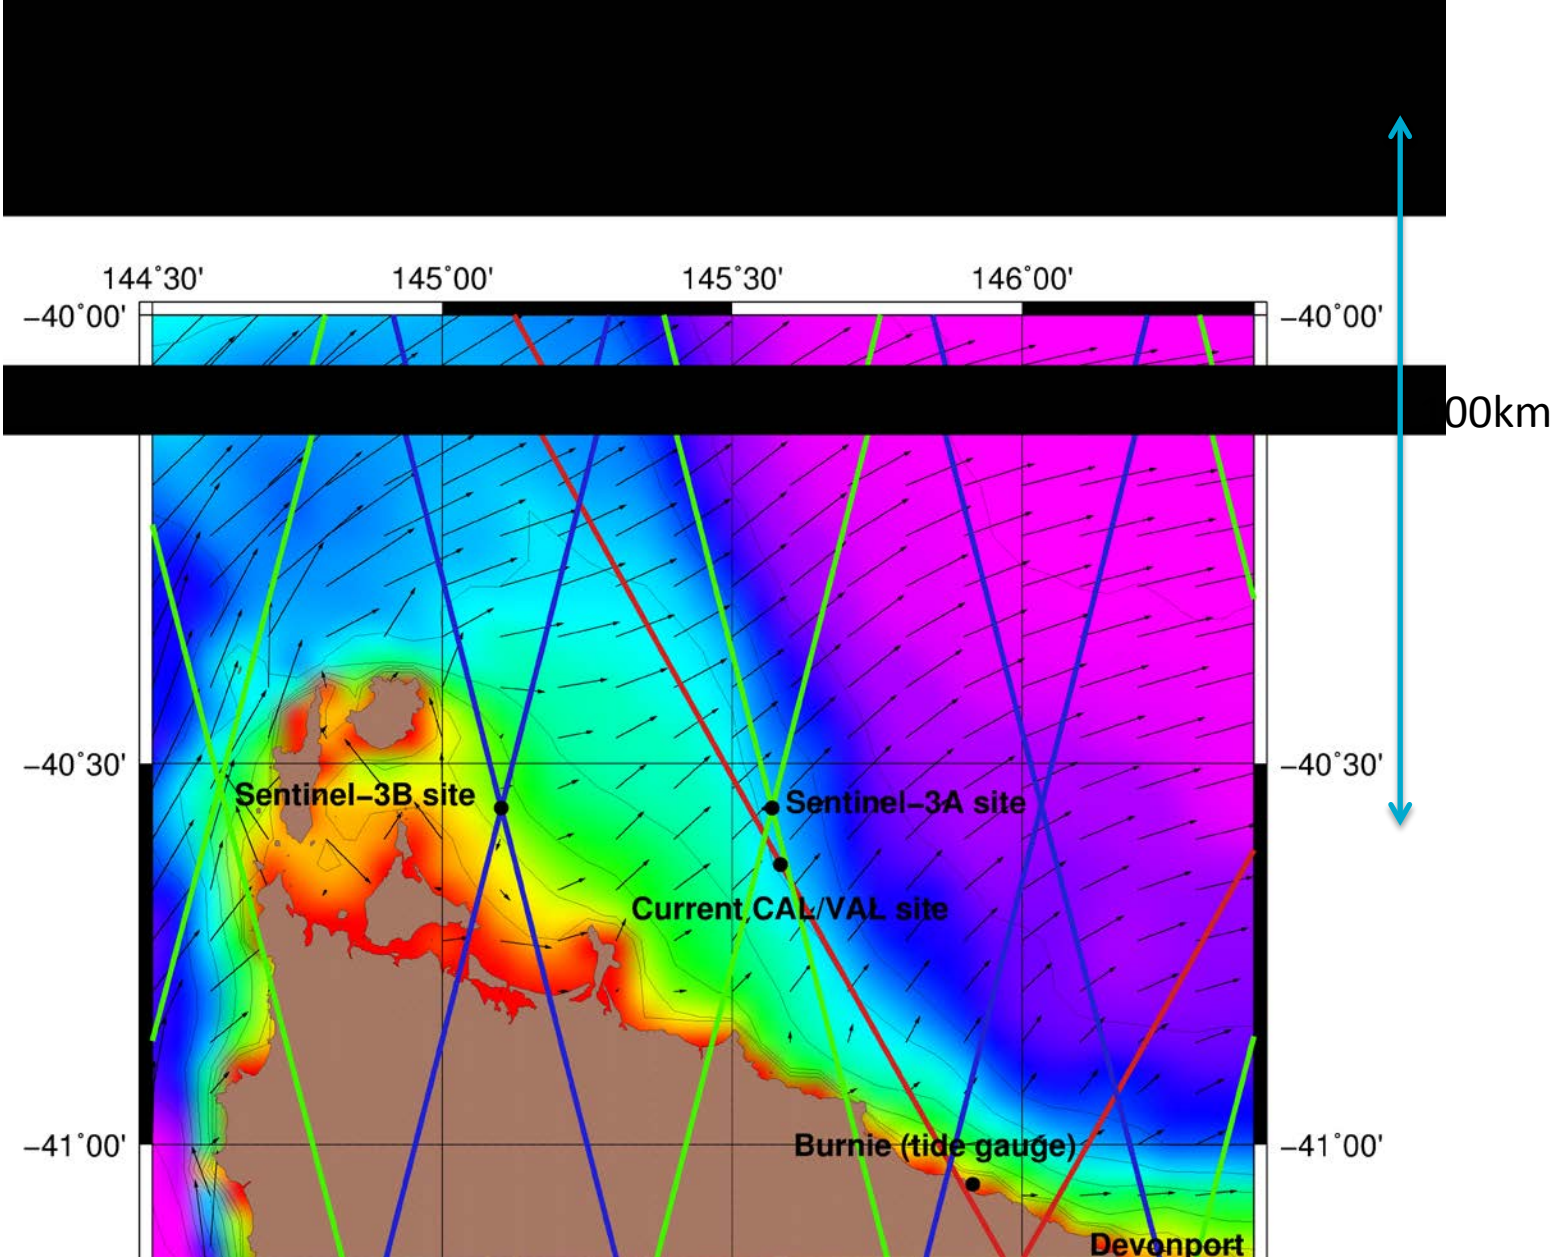 144°30' 145°00' 145°30' 146°00'
−40°00' −40°00'
00km
−40°30' −40°30'
Sentinel−3B site Sentinel−3A site
Current CAL/VAL site
−41°00' Burnie (tide gauge) −41°00'
Devonport